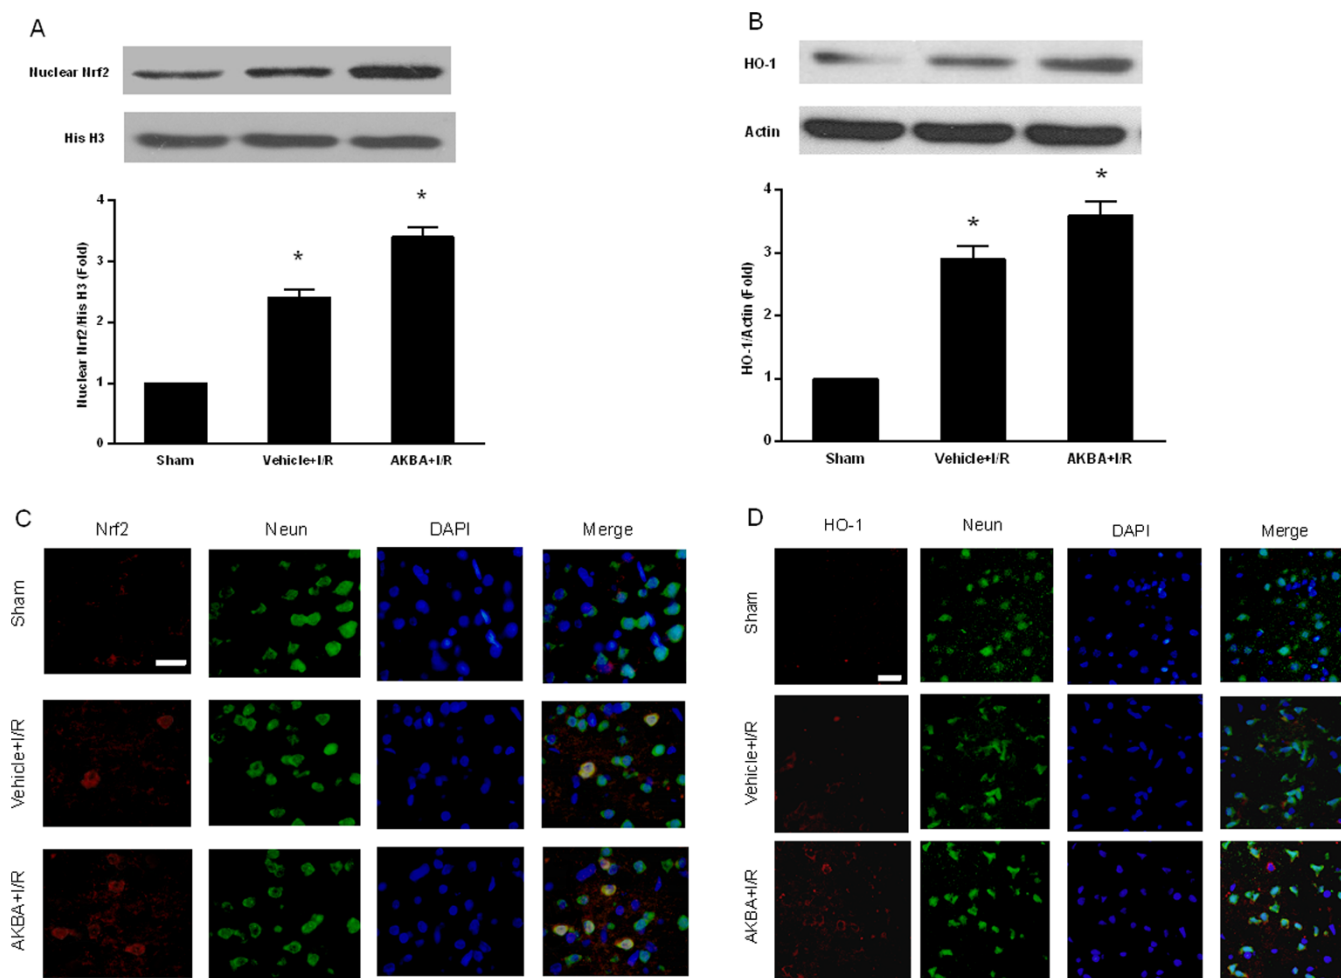 A
Nuclear Nrf2
His H3
Nuclear Nrf2/His H3 (Fold)
4
3
2
1
0
*
*
Sham Vehicle+I/R AKBA+I/R
B
HO-1
Actin
HO-1/Actin (Fold)
4
3
2
1
0
*
*
Sham Vehicle+I/R AKBA+I/R
C
Nrf2 Neun DAPI Merge
Sham
Vehicle+I/R
AKBA+I/R
D
HO-1 Neun DAPI Merge
Sham
Vehicle+I/R
AKBA+I/R